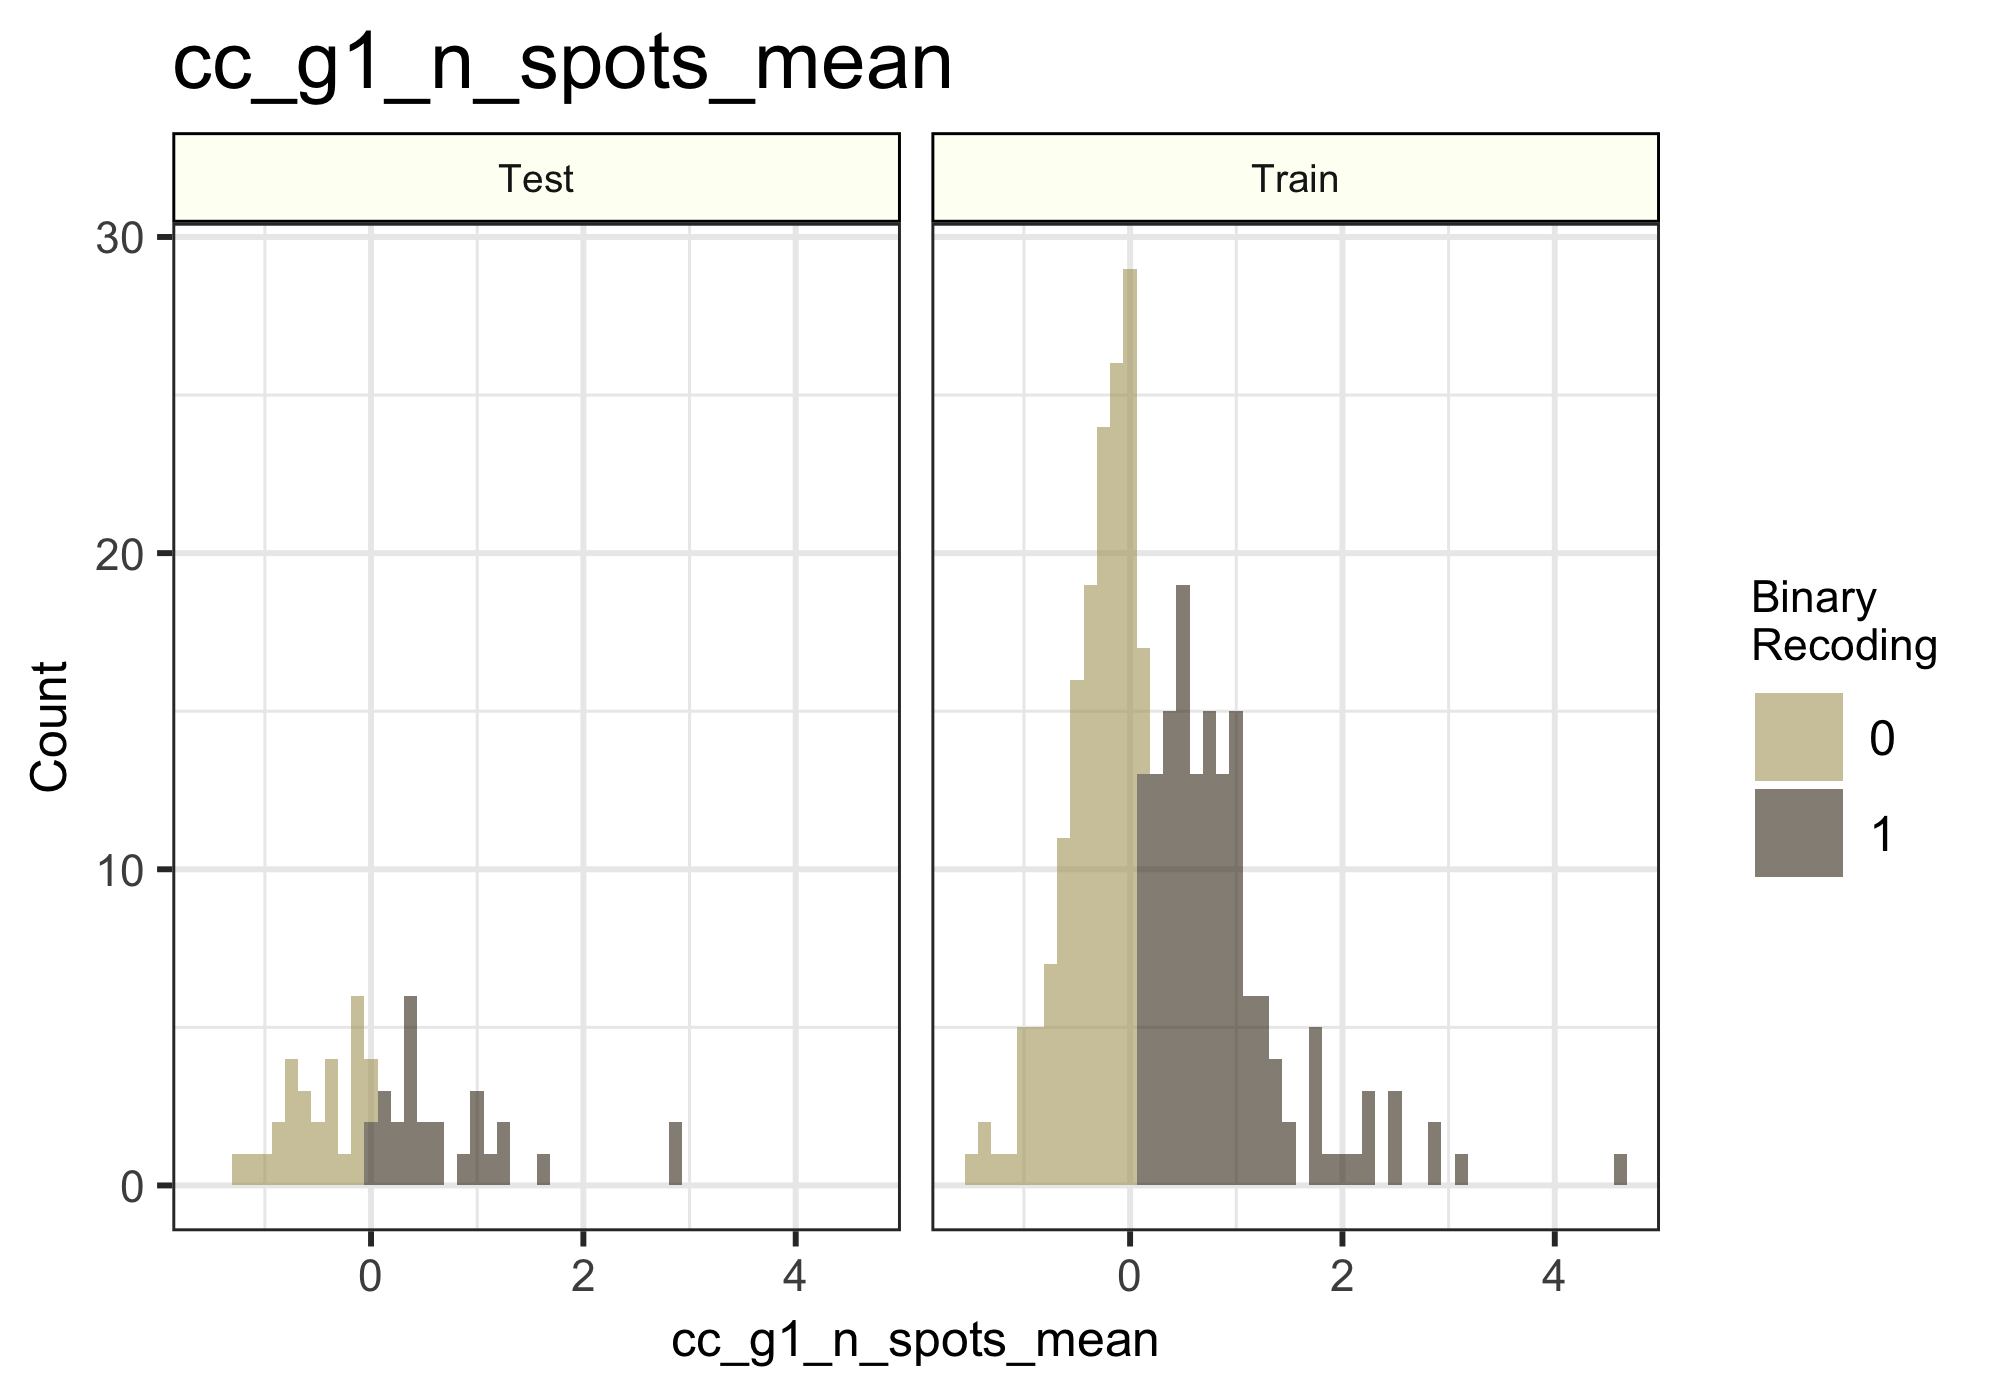 cc_g1_n_spots_mean
Test
Train
30
20
10
0
Count
0
2
4
0
2
4
cc_g1_n_spots_mean
Binary
Recoding
0
1